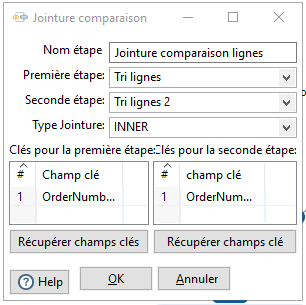 Jointure comparaison
Nom étape Jointure comparaison lignes
Première étape: Tri lignes
Seconde étape: Tri lignes 2
Type Jointure: INNER
Clés pour la première étape: Clés pour la seconde étape:
# Champ clé # champ clé
1 OrderNumb... 1 OrderNum...
Récupérer champs clés Récupérer champs clé
Help OK Annuler